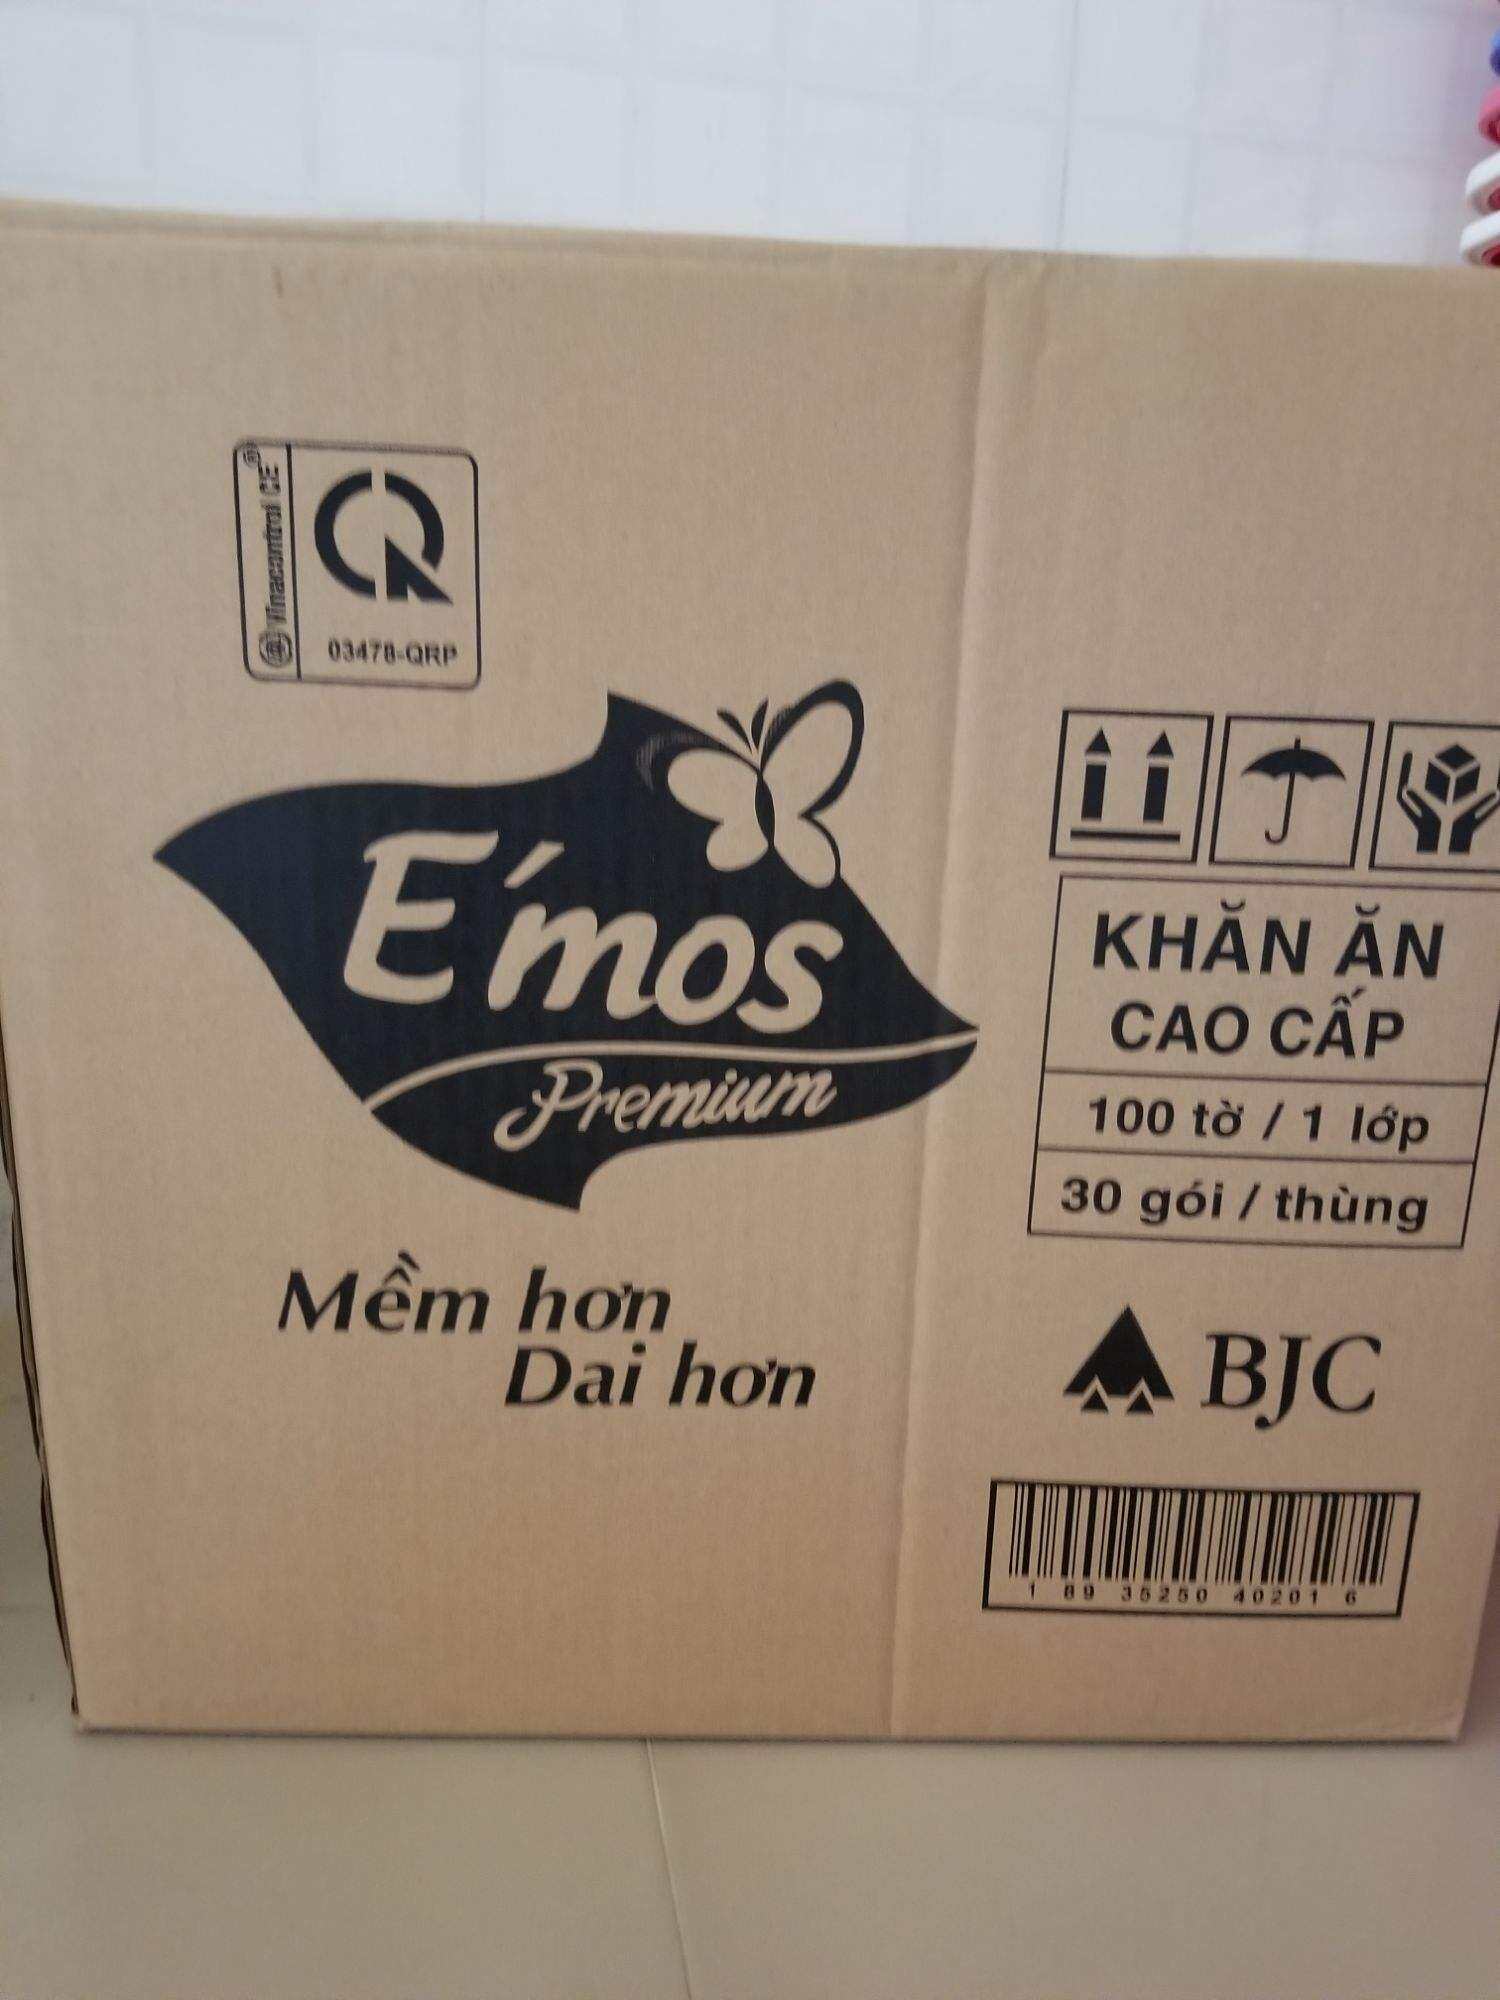 Vinacontrol CE®
03478-QRP
E'mos
Premium
Mềm hơn
Dai hơn
KHĂN ĂN
CAO CẤP
100 tờ / 1 lớp
30 gói / thùng
BJC
1 89 35250 40201 6